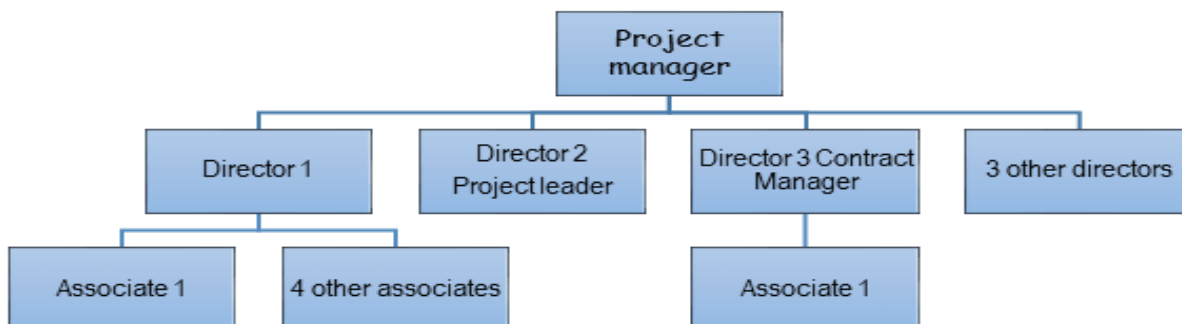 Project
manager
Director 1
Director 2
Project leader
Director 3 Contract
Manager
3 other directors
Associate 1
4 other associates
Associate 1